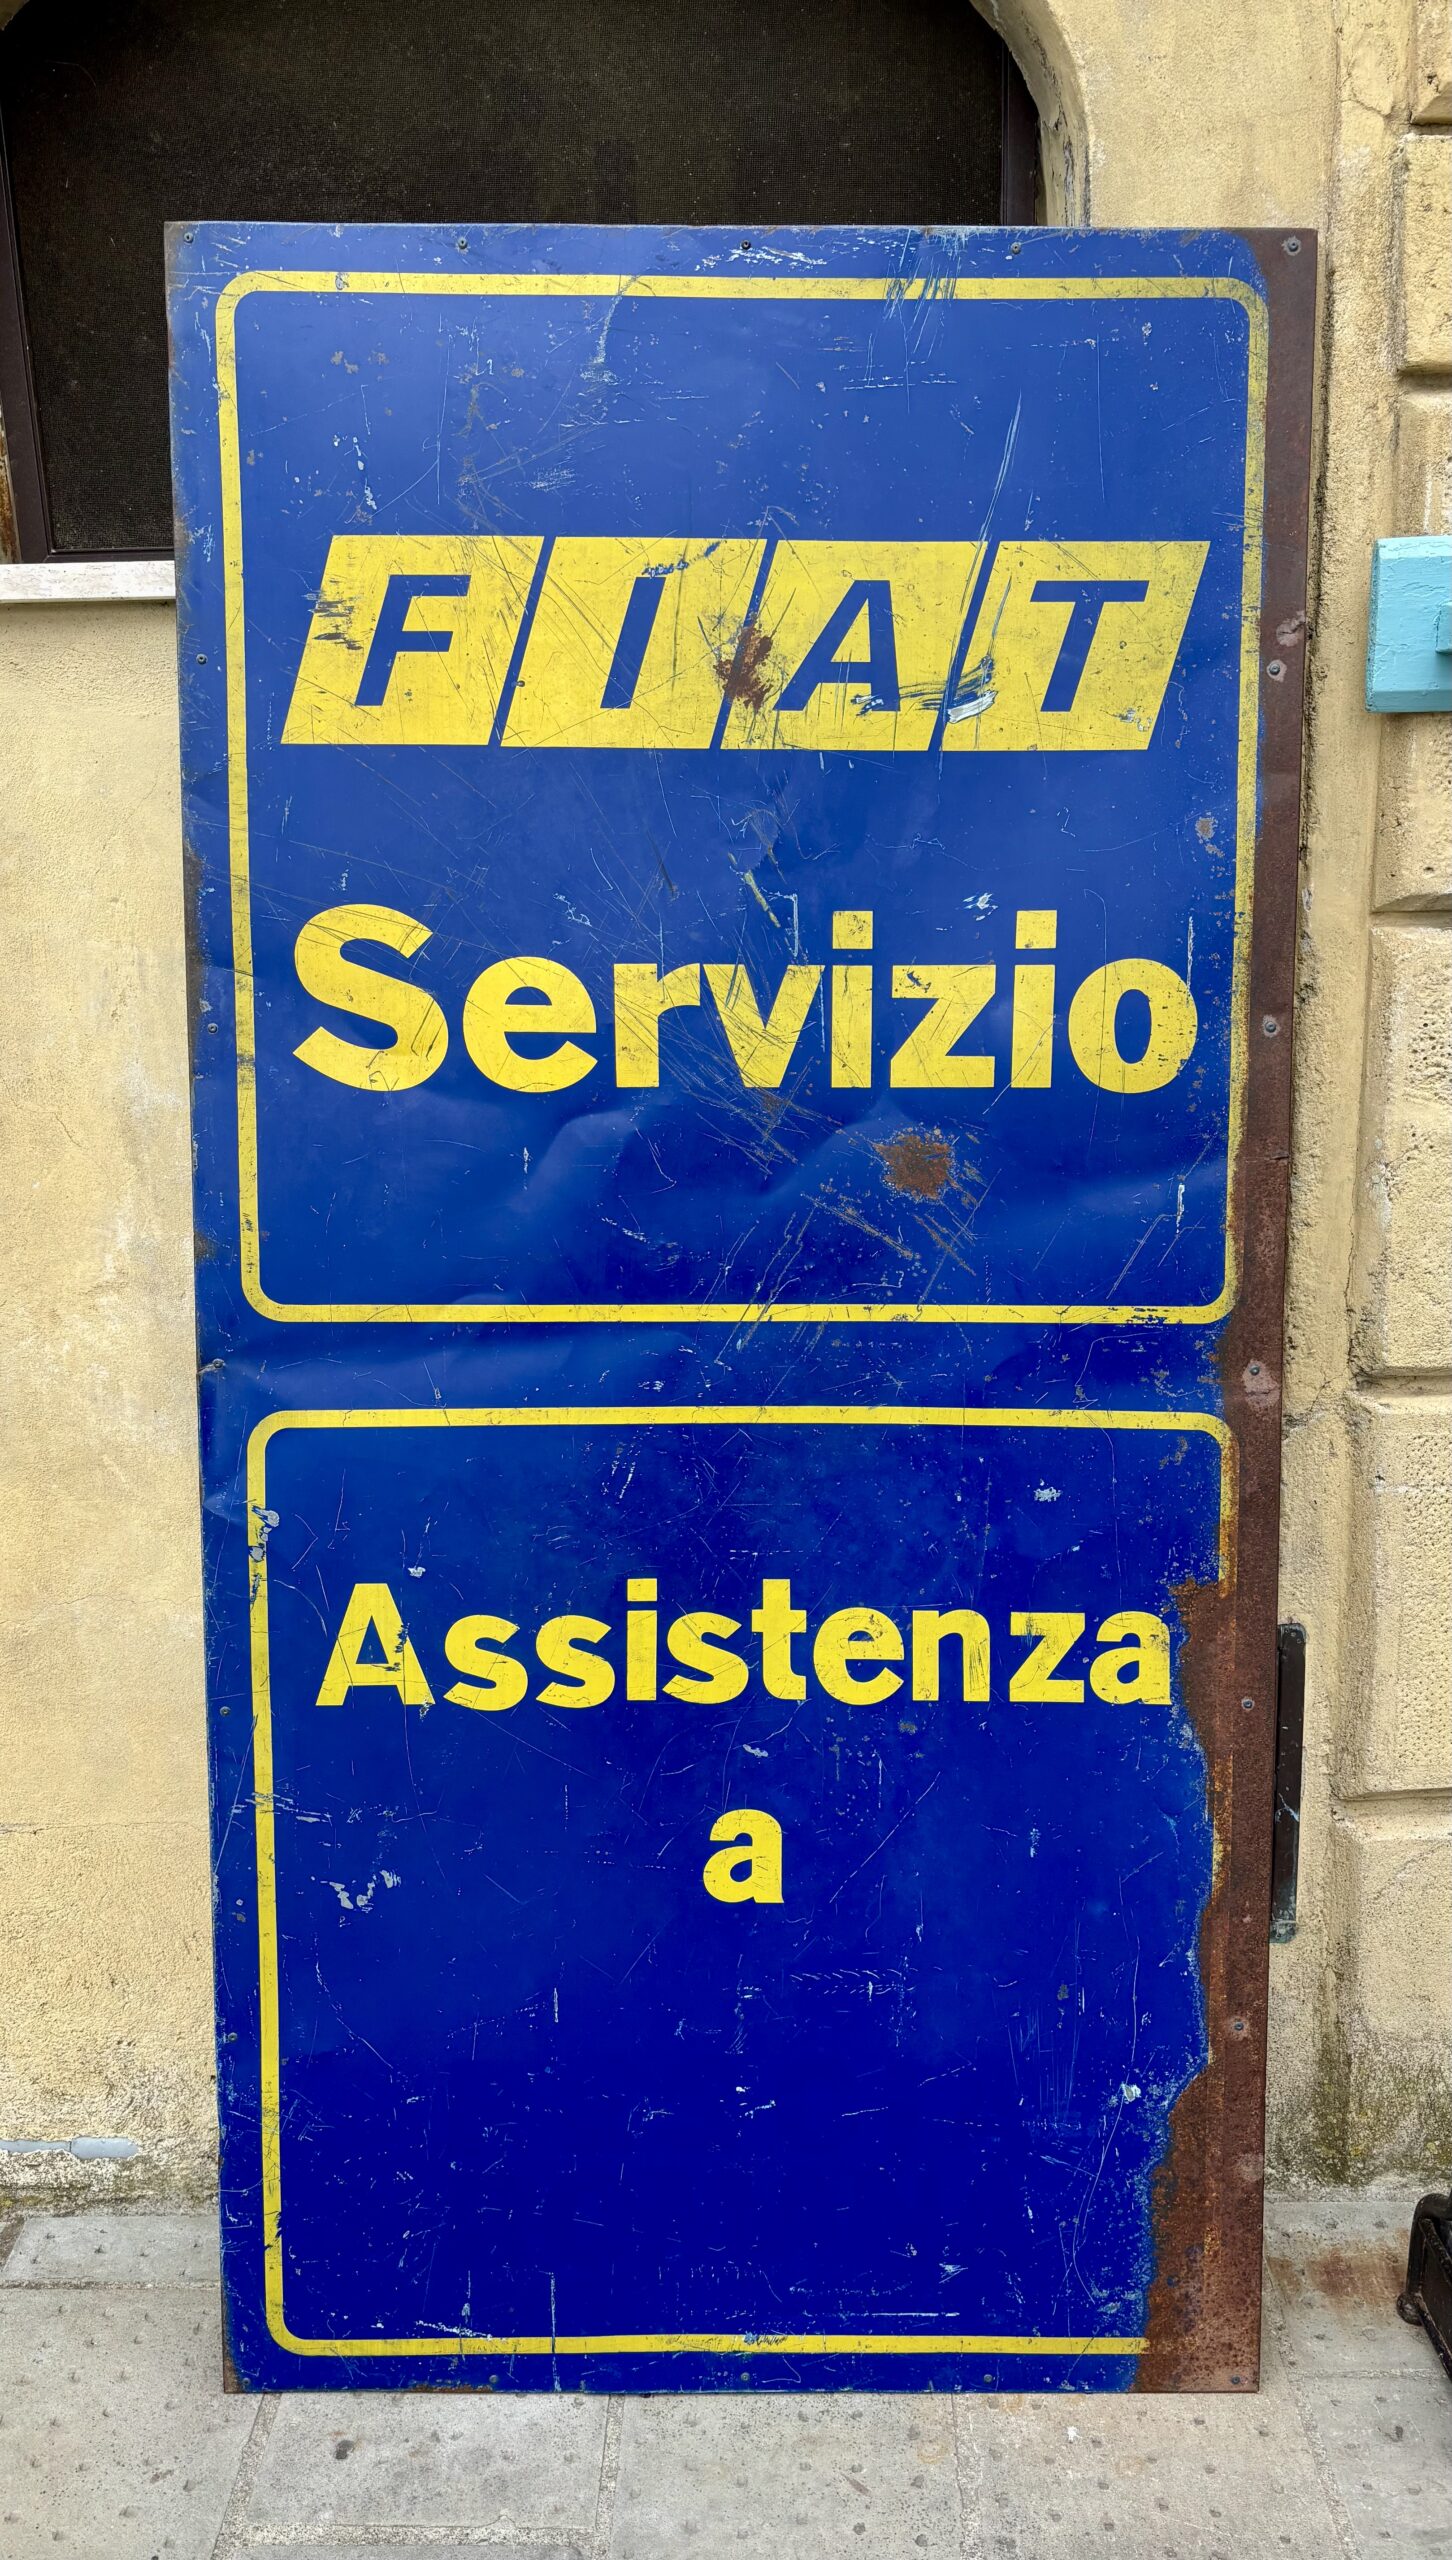 FIAT
Servizio
Assistenza
a